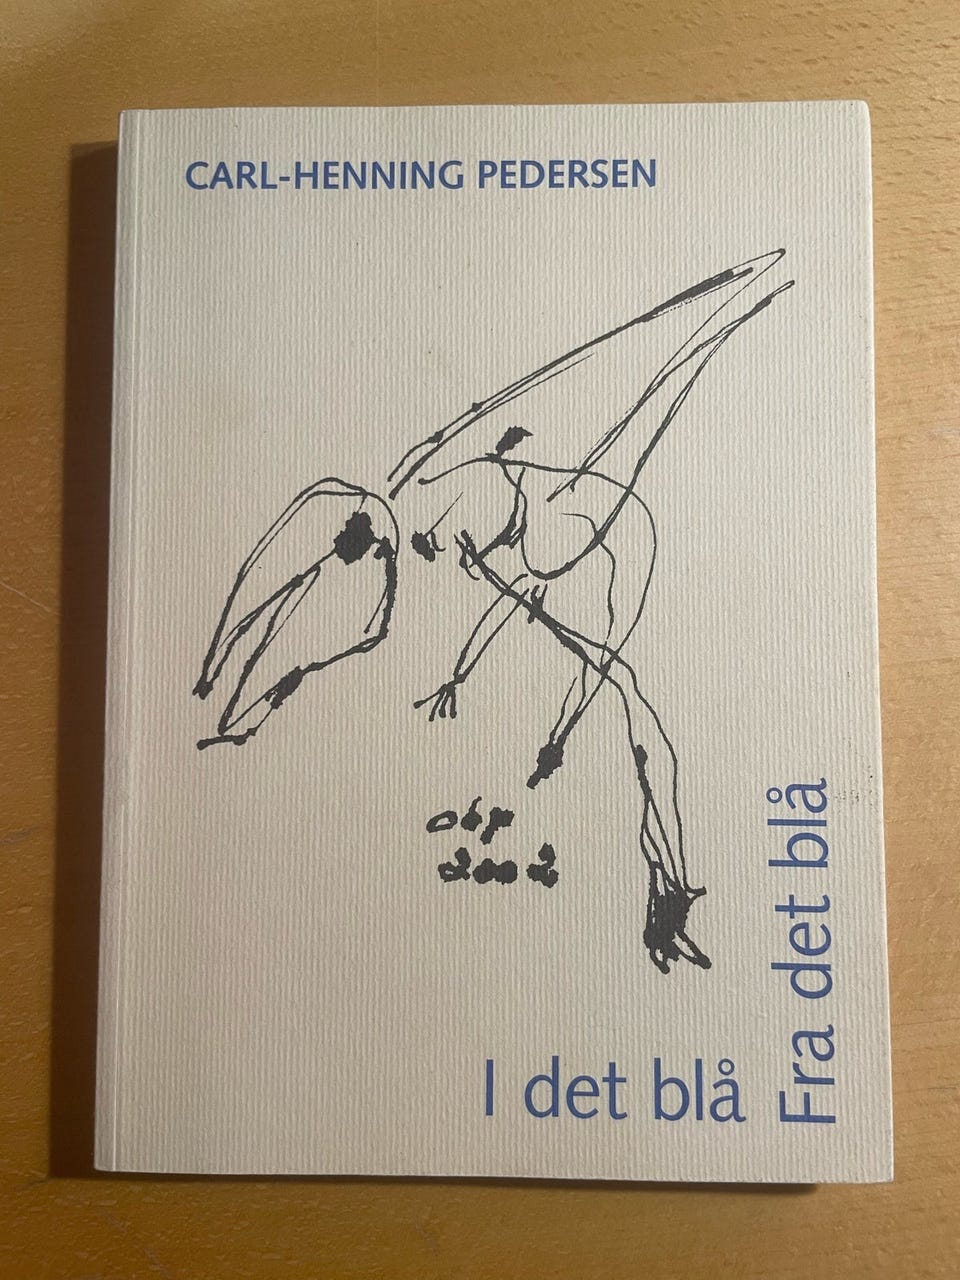 CARL-HENNING PEDERSEN
chp
2002
I det blå
Fra det blå